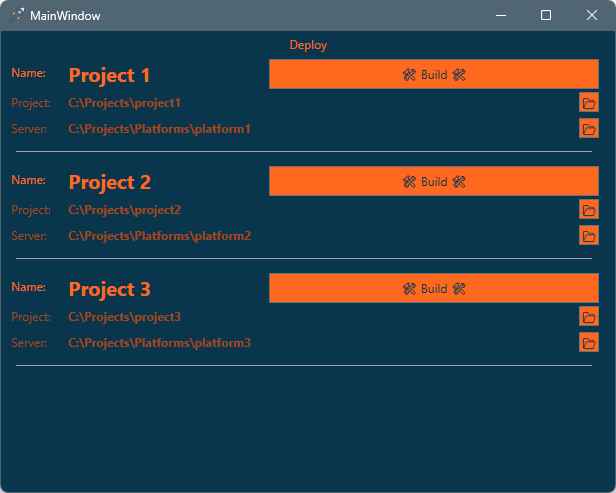 MainWindow
Deploy
Name: Project 1 🛠 Build 🛠
Project: C:\Projects\project1
Server: C:\Projects\Platforms\platform1
Name: Project 2 🛠 Build 🛠
Project: C:\Projects\project2
Server: C:\Projects\Platforms\platform2
Name: Project 3 🛠 Build 🛠
Project: C:\Projects\project3
Server: C:\Projects\Platforms\platform3